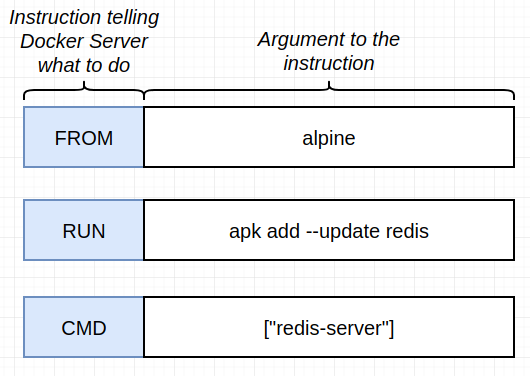 Instruction telling
Docker Server
what to do
Argument to the
instruction
FROM alpine
RUN apk add --update redis
CMD ["redis-server"]